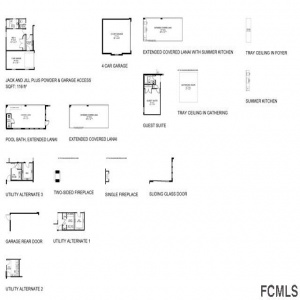 4-CAR GARAGE
EXTENDED COVERED LANAI WITH SUMMER KITCHEN
TRAY CEILING IN FOYER
JACK AND JILL PLUS POWDER & GARAGE ACCESS
SQFT: 116 ft²
TRAY CEILING IN GATHERING
SUMMER KITCHEN
GUEST SUITE
POOL BATH, EXTENDED LANAI
EXTENDED COVERED LANAI
UTILITY ALTERNATE 3
TWO-SIDED FIREPLACE
SINGLE FIREPLACE
SLIDING GLASS DOOR
GARAGE REAR DOOR
UTILITY ALTERNATE 1
UTILITY ALTERNATE 2
FCMLS